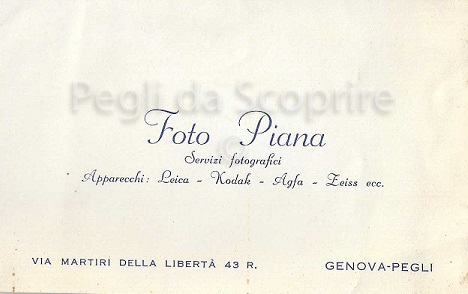 Pegli da Scoprire
©
Foto Piana
Servizi fotografici
Apparecchi: Leica - Kodak - Agfa - Zeiss ecc.
VIA MARTIRI DELLA LIBERTÀ 43 R. GENOVA-PEGLI